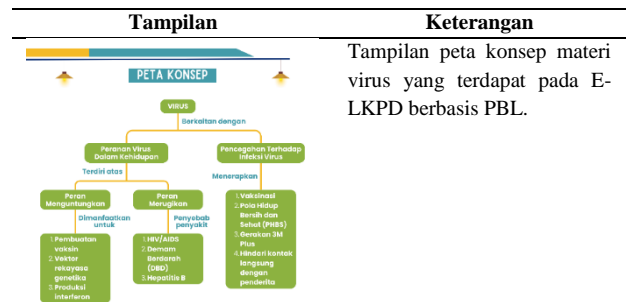 Tampilan
Keterangan
PETA KONSEP
VIRUS
Berkaitan dengan
Peranan Virus
Dalam Kehidupan
Pencegahan Terhadap
Infeksi Virus
Terdiri atas
Menerapkan
Peran
Menguntungkan
Peran
Merugikan
Dimanfaatkan
untuk
Penyebab
penyakit
1. Pembuatan
vaksin
2. Vektor
rekayasa
genetika
3. Produksi
interferon
1. HIV/AIDS
2. Demam
Berdarah
(DBD)
3. Hepatitis B
1. Vaksinasi
2. Pola Hidup
Bersih dan
Sehat (PHBS)
3. Gerakan 3M
Plus
4. Hindari kontak
langsung
dengan
penderita
Tampilan peta konsep materi
virus yang terdapat pada E-
LKPD berbasis PBL.